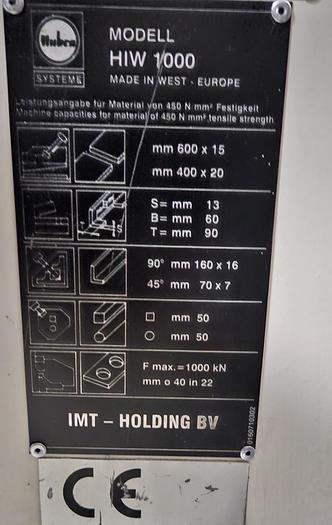 Hubra
SYSTEME
MODELL
HIW 1000
MADE IN WEST - EUROPE
Leistungsangabe für Material von 450 N mm² Festigkeit
Machine capacities for material of 450 N mm² tensile strength
mm 600 x 15
mm 400 x 20
S= mm 13
B= mm 60
T= mm 90
S
90° mm 160 x 16
45° mm 70 x 7
□ mm 50
○ mm 50
F max.=1000 kN
mm o 40 in 22
IMT - HOLDING BV
0160710302
CE